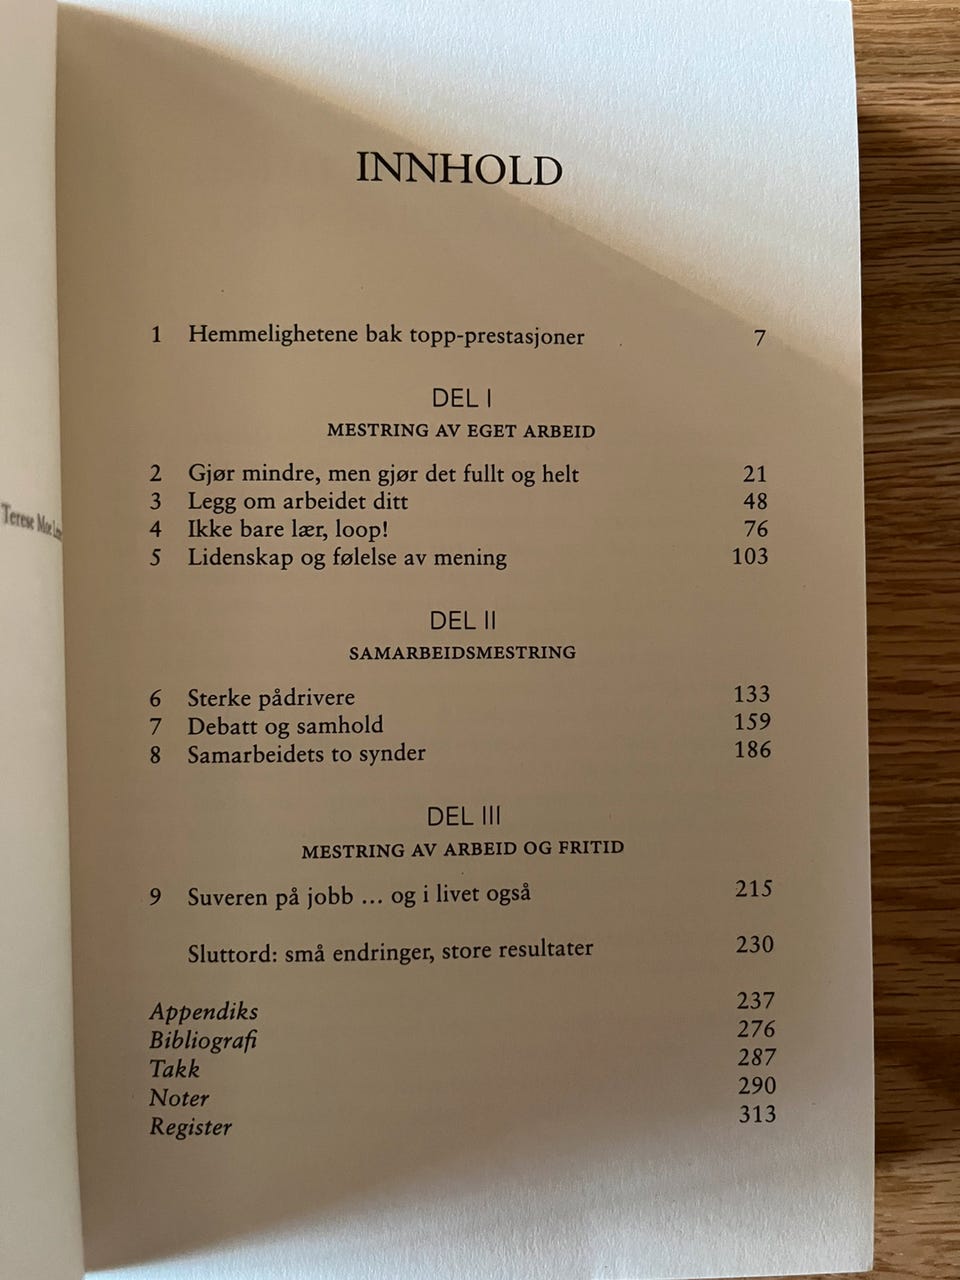 INNHOLD
1 Hemmelighetene bak topp-prestasjoner 7
DEL I
MESTRING AV EGET ARBEID
2 Gjør mindre, men gjør det fullt og helt 21
3 Legg om arbeidet ditt 48
4 Ikke bare lær, loop! 76
5 Lidenskap og følelse av mening 103
DEL II
SAMARBEIDSMESTRING
6 Sterke pådrivere 133
7 Debatt og samhold 159
8 Samarbeidets to synder 186
DEL III
MESTRING AV ARBEID OG FRITID
9 Suveren på jobb ... og i livet også 215
Sluttord: små endringer, store resultater 230
Appendiks 237
Bibliografi 276
Takk 287
Noter 290
Register 313
Terese Moe